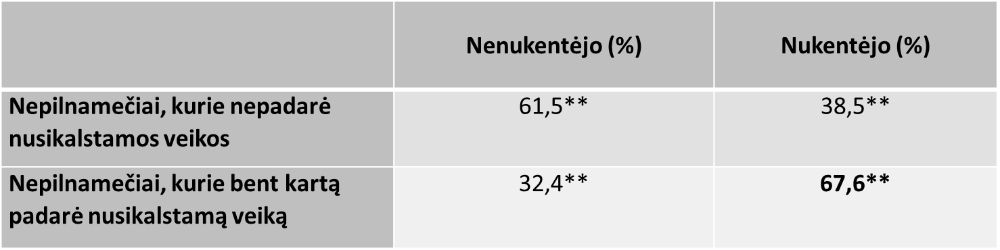 Nenukentėjo (%) Nukentėjo (%)
Nepilnamečiai, kurie nepadarė 61,5** 38,5**
nusikalstamos veikos
Nepilnamečiai, kurie bent kartą 32,4** 67,6**
padarė nusikalstamą veiką